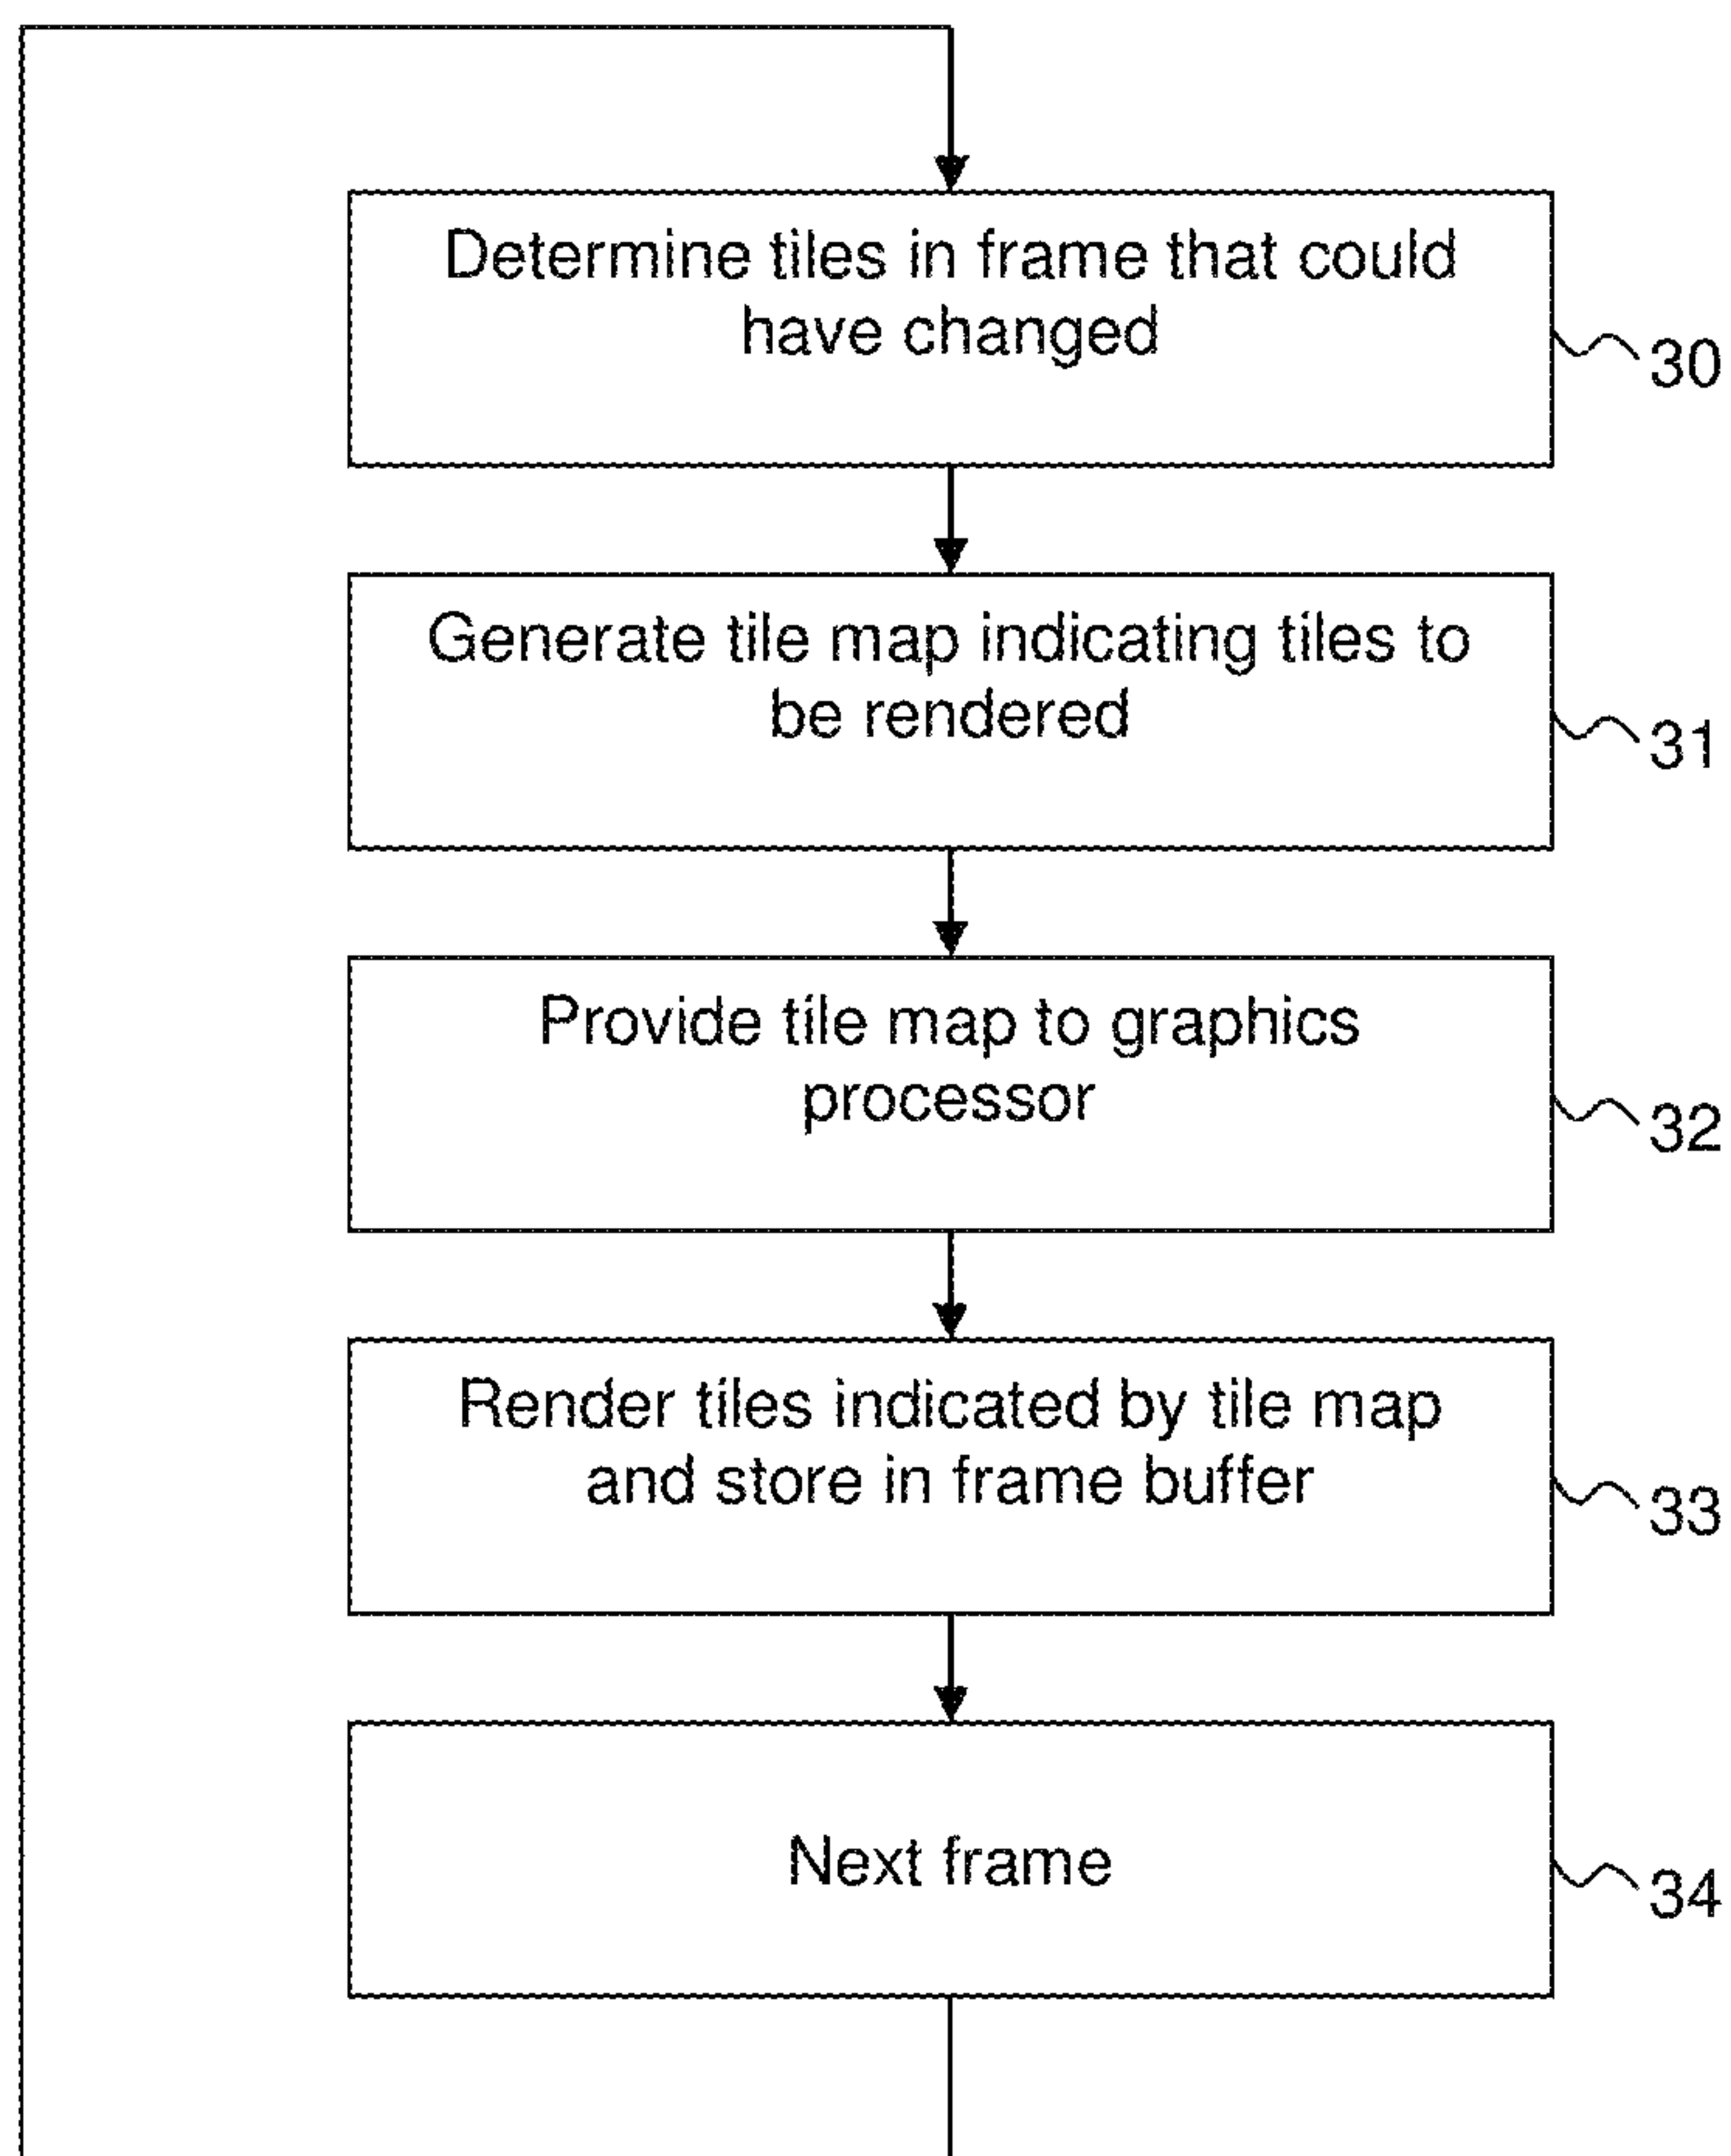 Determine tiles in frame that could
have changed
30
Generate tile map indicating tiles to
be rendered
31
Provide tile map to graphics
processor
32
Render tiles indicated by tile map
and store in frame buffer
33
Next frame
34